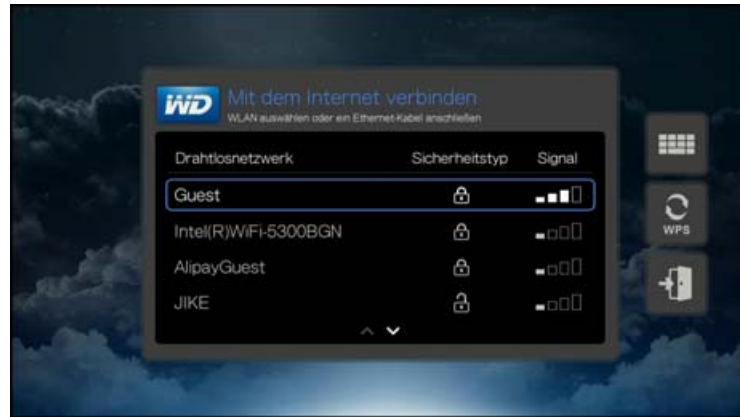 WD
Mit dem Internet verbinden
WLAN auswählen oder ein Ethernet-Kabel anschließen
Drahtlosnetzwerk Sicherheitstyp Signal
Guest
Intel(R)WiFi-5300BGN
AlipayGuest
JIKE
WPS